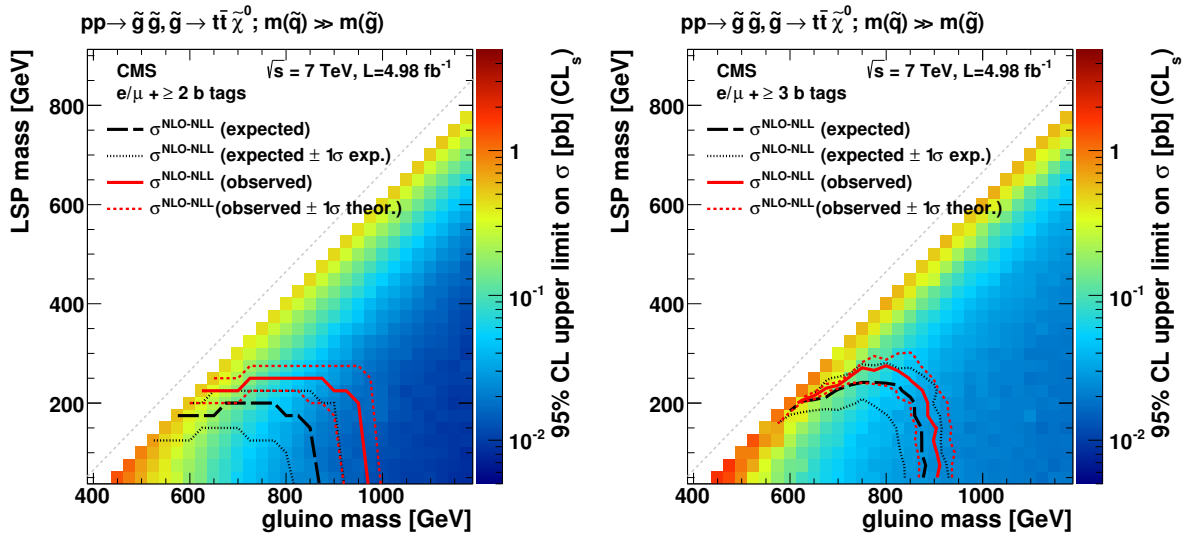 pp→ g̃ g̃, g̃ → tt̄ χ̃⁰; m(q̃) ≫ m(g̃)
CMS √s = 7 TeV, L=4.98 fb⁻¹
e/μ + ≥ 2 b tags
σᴺᴸᴼ⁻ᴺᴸᴸ (expected)
σᴺᴸᴼ⁻ᴺᴸᴸ (expected ± 1σ exp.)
σᴺᴸᴼ⁻ᴺᴸᴸ (observed)
σᴺᴸᴼ⁻ᴺᴸᴸ (observed ± 1σ theor.)
LSP mass [GeV]
800
600
400
200
400 600 800 1000
gluino mass [GeV]
1
10⁻¹
10⁻²
95% CL upper limit on σ [pb] (CLₛ)
pp→ g̃ g̃, g̃ → tt̄ χ̃⁰; m(q̃) ≫ m(g̃)
CMS √s = 7 TeV, L=4.98 fb⁻¹
e/μ + ≥ 3 b tags
σᴺᴸᴼ⁻ᴺᴸᴸ (expected)
σᴺᴸᴼ⁻ᴺᴸᴸ (expected ± 1σ exp.)
σᴺᴸᴼ⁻ᴺᴸᴸ (observed)
σᴺᴸᴼ⁻ᴺᴸᴸ (observed ± 1σ theor.)
LSP mass [GeV]
800
600
400
200
400 600 800 1000
gluino mass [GeV]
1
10⁻¹
10⁻²
95% CL upper limit on σ [pb] (CLₛ)